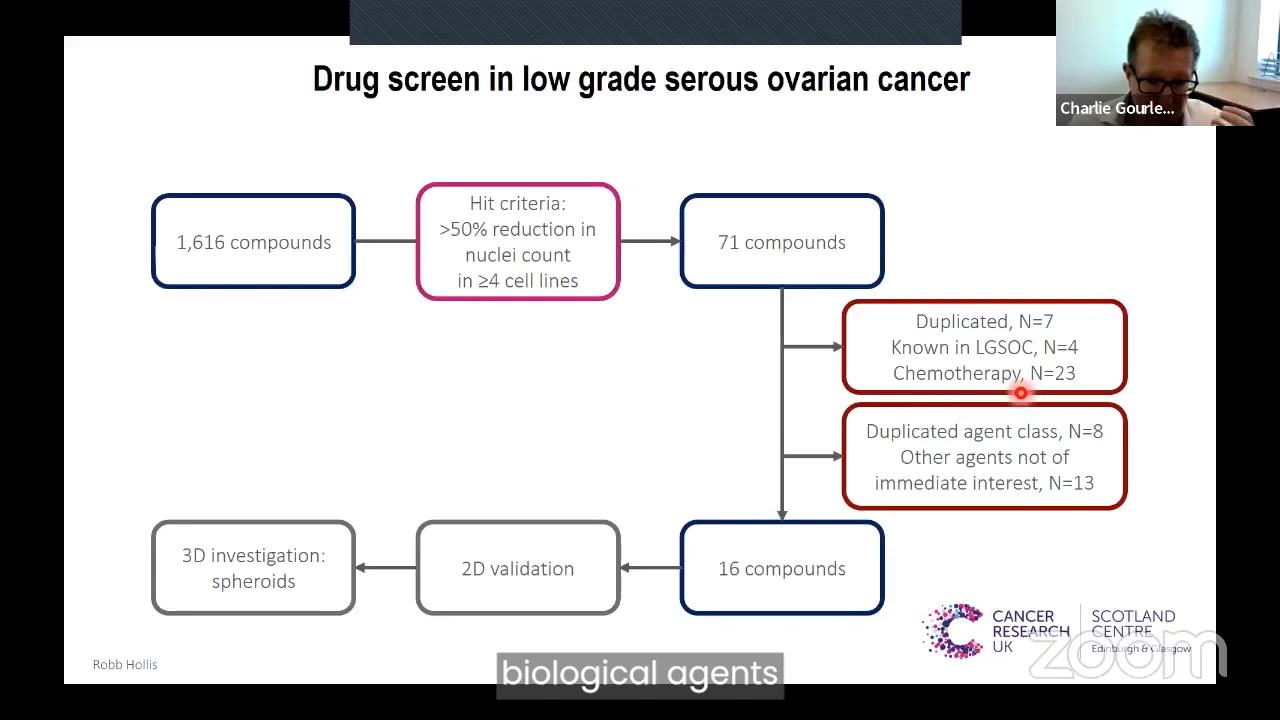 Drug screen in low grade serous ovarian cancer
Charlie Gourle...
1,616 compounds
Hit criteria:
>50% reduction in
nuclei count
in ≥4 cell lines
71 compounds
Duplicated, N=7
Known in LGSOC, N=4
Chemotherapy, N=23
Duplicated agent class, N=8
Other agents not of
immediate interest, N=13
3D investigation:
spheroids
2D validation
16 compounds
CANCER
RESEARCH
UK
SCOTLAND
CENTRE
Edinburgh & Glasgow
zoom
Robb Hollis
biological agents